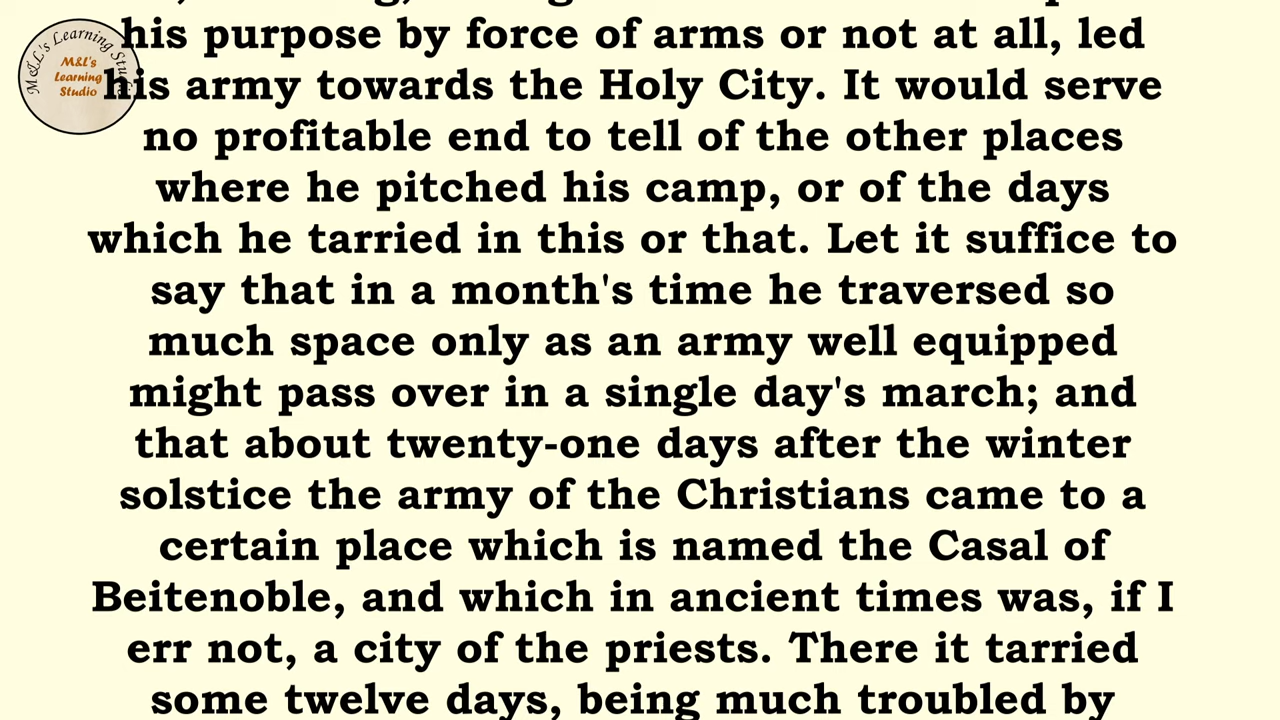 M&L's Learning Studio
M&L's
Learning
Studio
his purpose by force of arms or not at all, led
his army towards the Holy City. It would serve
no profitable end to tell of the other places
where he pitched his camp, or of the days
which he tarried in this or that. Let it suffice to
say that in a month's time he traversed so
much space only as an army well equipped
might pass over in a single day's march; and
that about twenty-one days after the winter
solstice the army of the Christians came to a
certain place which is named the Casal of
Beitenoble, and which in ancient times was, if I
err not, a city of the priests. There it tarried
some twelve days, being much troubled by